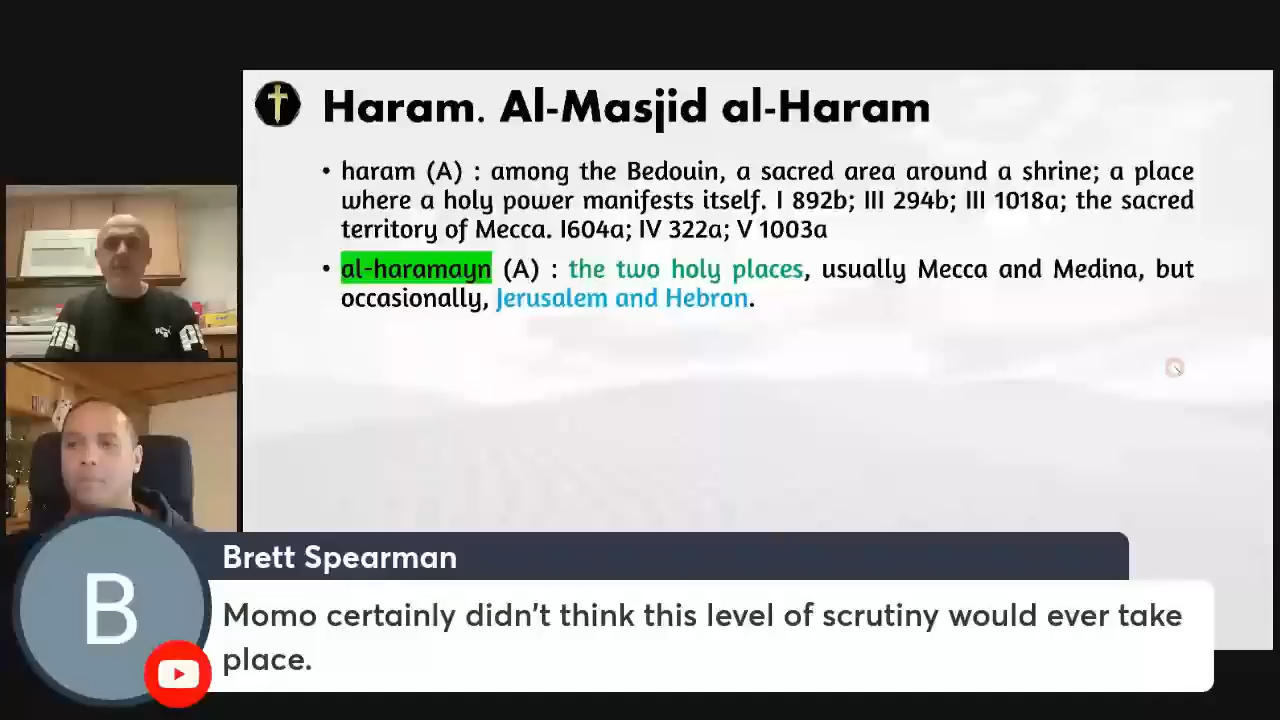 Haram. Al-Masjid al-Haram
• haram (A) : among the Bedouin, a sacred area around a shrine; a place
where a holy power manifests itself. I 892b; III 294b; III 1018a; the sacred
territory of Mecca. I604a; IV 322a; V 1003a
• al-haramayn (A) : the two holy places, usually Mecca and Medina, but
occasionally, Jerusalem and Hebron.
Brett Spearman
B
Momo certainly didn't think this level of scrutiny would ever take
place.